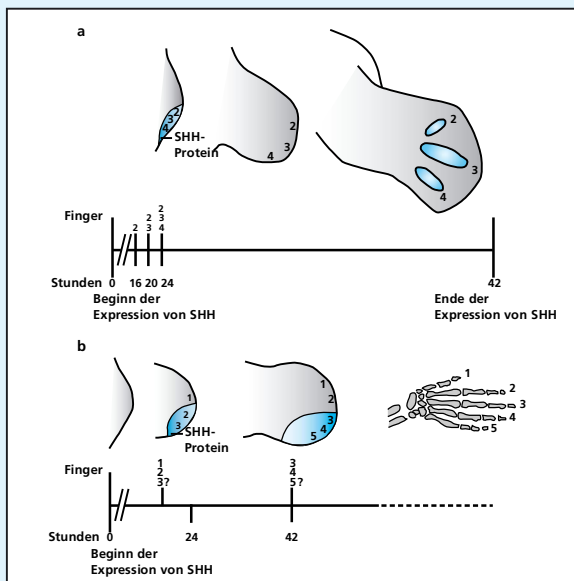 a
2
3
4
SHH-
Protein
2
3
4
2
3
4
Finger
2
2
3
2
3
4
Stunden 0 16 20 24 42
Beginn der
Expression von SHH
Ende der
Expression von SHH
b
1
2
3
SHH-
Protein
1
2
3
4
5
1
2
3
4
5
Finger
1
2
3?
3
4
5?
Stunden 0 24 42
Beginn der
Expression von SHH